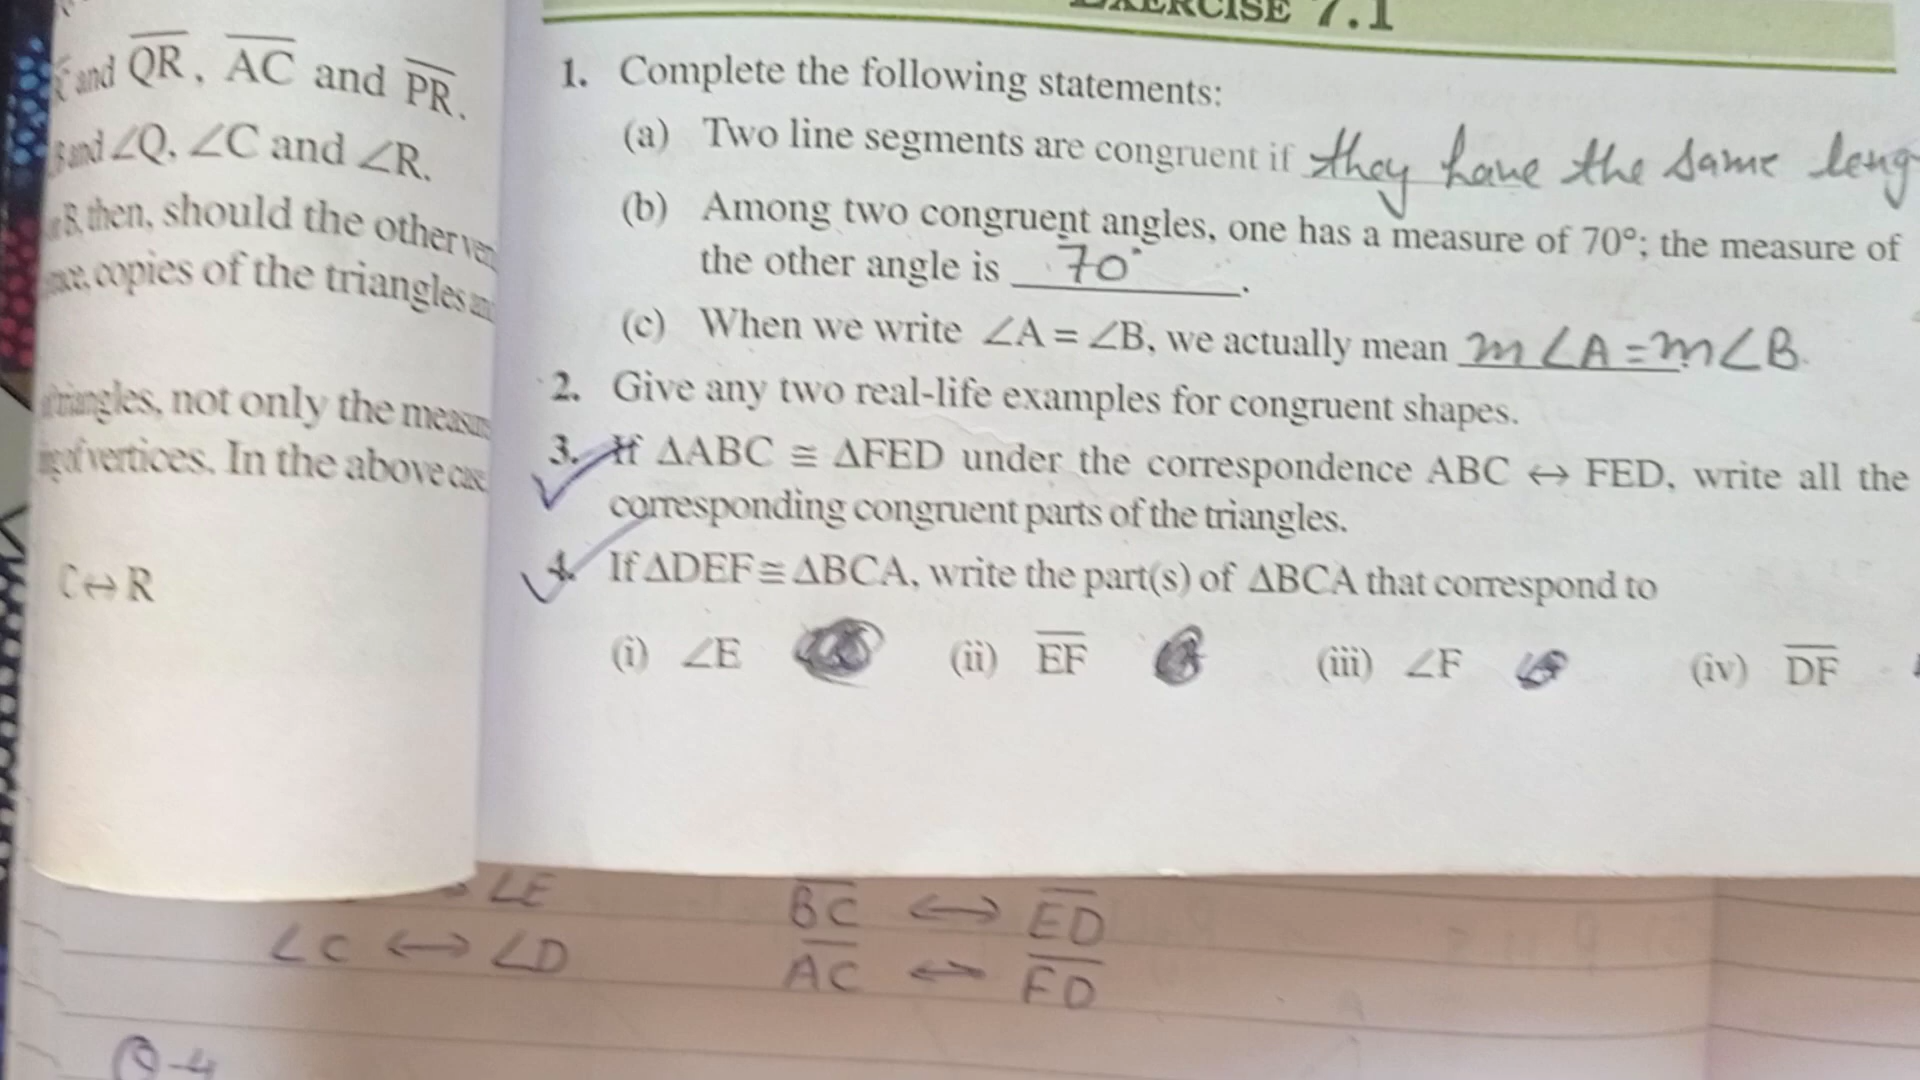 and QR, AC and PR.
and ∠Q, ∠C and ∠R.
B, then, should the other
copies of the triangles
triangles, not only the
of vertices. In the above case
C↔R
EXERCISE 7.1
1. Complete the following statements:
(a) Two line segments are congruent if they have the same leng
(b) Among two congruent angles, one has a measure of 70°; the measure of
the other angle is 70°.
(c) When we write ∠A = ∠B, we actually mean m∠A = m∠B.
2. Give any two real-life examples for congruent shapes.
3. If ΔABC ≅ ΔFED under the correspondence ABC ↔ FED, write all the
corresponding congruent parts of the triangles.
4. If ΔDEF ≅ ΔBCA, write the part(s) of ΔBCA that correspond to
(i) ∠E (ii) EF (iii) ∠F (iv) DF
∠E BC ↔ ED
∠C ↔ ∠D AC ↔ FD
Q-4